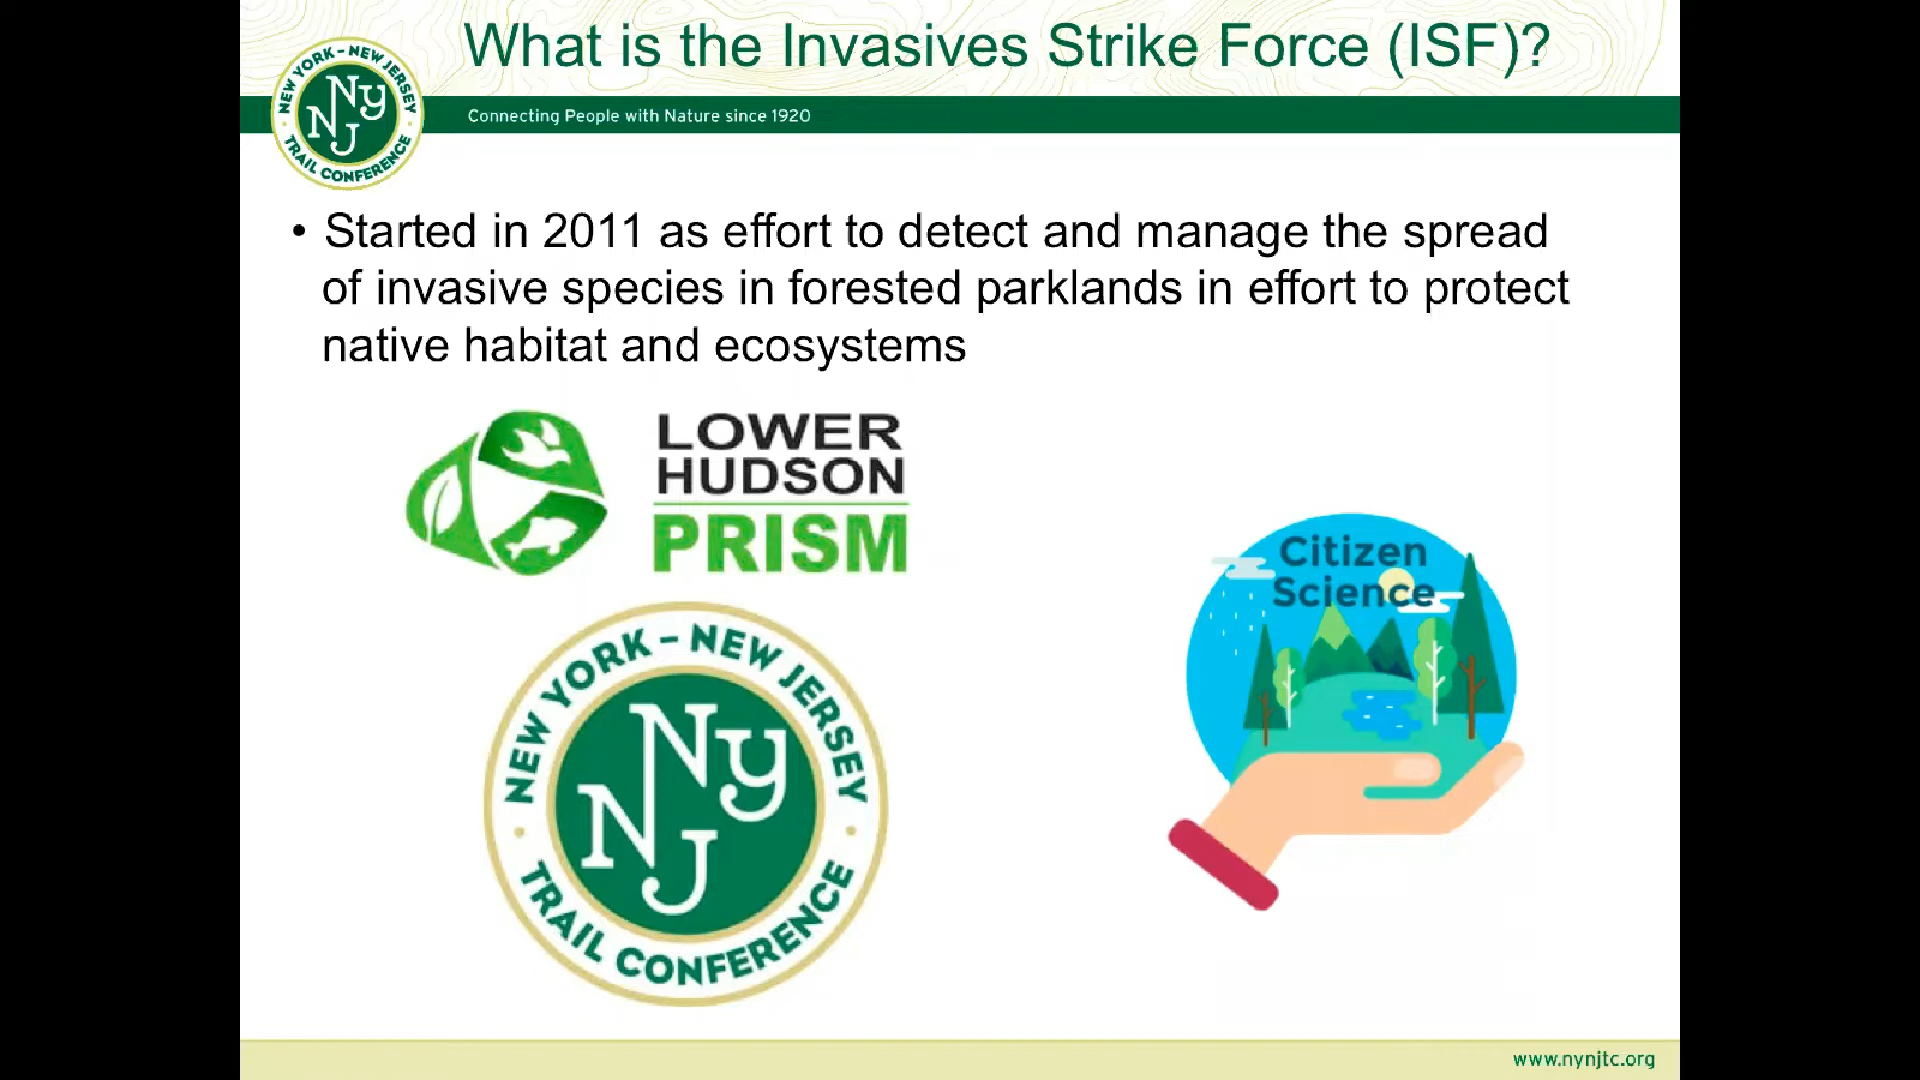 What is the Invasives Strike Force (ISF)?
NEW YORK - NEW JERSEY
NY
NJ
TRAIL CONFERENCE
Connecting People with Nature since 1920
• Started in 2011 as effort to detect and manage the spread
of invasive species in forested parklands in effort to protect
native habitat and ecosystems
LOWER
HUDSON
PRISM
Citizen
Science
NEW YORK - NEW JERSEY
NY
NJ
TRAIL CONFERENCE
www.nynjtc.org